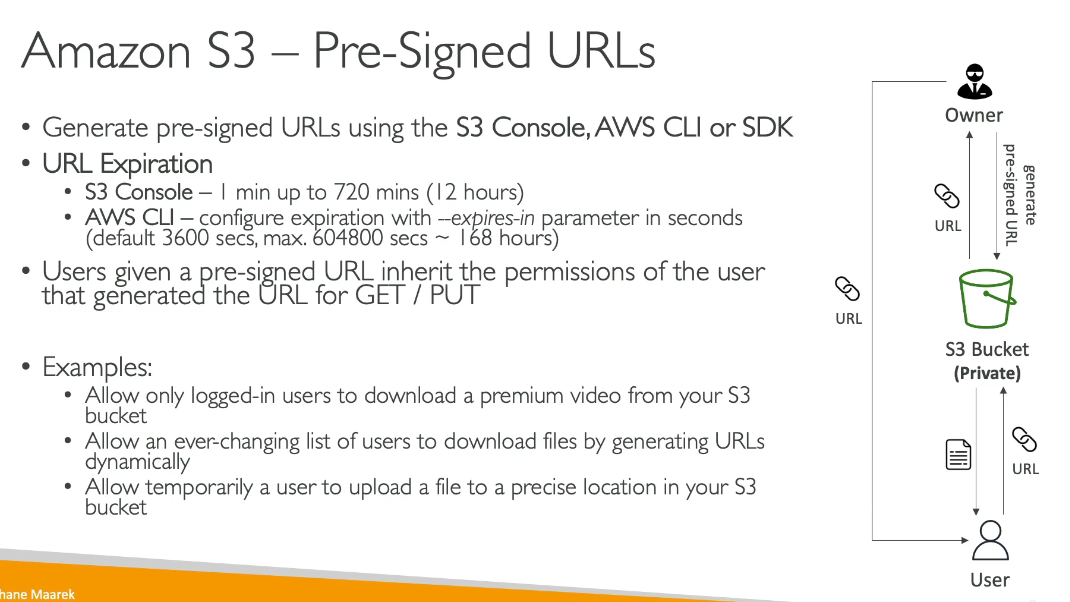 Amazon S3 – Pre-Signed URLs
• Generate pre-signed URLs using the S3 Console, AWS CLI or SDK
• URL Expiration
• S3 Console – 1 min up to 720 mins (12 hours)
• AWS CLI – configure expiration with --expires-in parameter in seconds
(default 3600 secs, max. 604800 secs ~ 168 hours)
• Users given a pre-signed URL inherit the permissions of the user
that generated the URL for GET / PUT
• Examples:
• Allow only logged-in users to download a premium video from your S3
bucket
• Allow an ever-changing list of users to download files by generating URLs
dynamically
• Allow temporarily a user to upload a file to a precise location in your S3
bucket
Owner
generate
pre-signed URL
URL
URL
S3 Bucket
(Private)
URL
User
hane Maarek